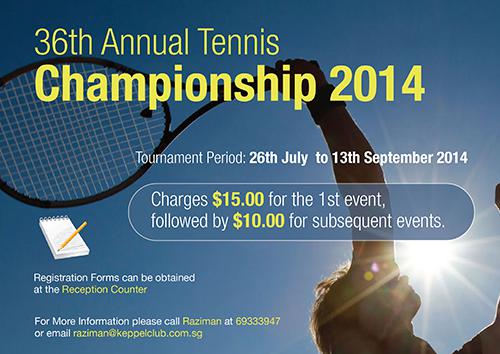 36th Annual Tennis
Championship 2014
Tournament Period: 26th July to 13th September 2014
Charges $15.00 for the 1st event,
followed by $10.00 for subsequent events.
Registration Forms can be obtained
at the Reception Counter
For More Information please call Raziman at 69333947
or email raziman@keppelclub.com.sg